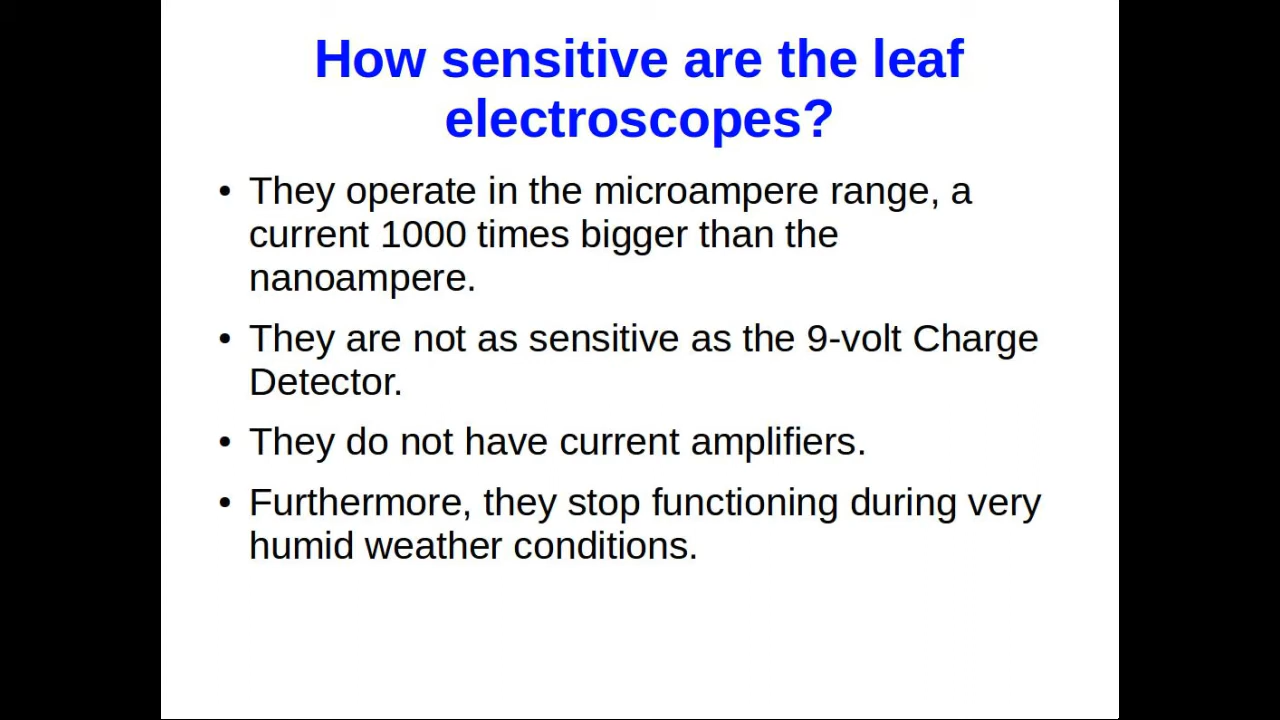 How sensitive are the leaf
electroscopes?
• They operate in the microampere range, a
current 1000 times bigger than the
nanoampere.
• They are not as sensitive as the 9-volt Charge
Detector.
• They do not have current amplifiers.
• Furthermore, they stop functioning during very
humid weather conditions.